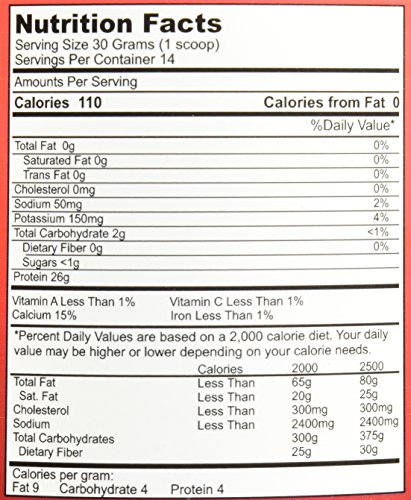 Nutrition Facts
Serving Size 30 Grams (1 scoop)
Servings Per Container 14
Amounts Per Serving
Calories 110 Calories from Fat 0
%Daily Value*
Total Fat 0g 0%
Saturated Fat 0g 0%
Trans Fat 0g 0%
Cholesterol 0mg 0%
Sodium 50mg 2%
Potassium 150mg 4%
Total Carbohydrate 2g <1%
Dietary Fiber 0g 0%
Sugars <1g
Protein 26g
Vitamin A Less Than 1% Vitamin C Less Than 1%
Calcium 15% Iron Less Than 1%
*Percent Daily Values are based on a 2,000 calorie diet. Your daily
value may be higher or lower depending on your calorie needs.
Calories 2000 2500
Total Fat Less Than 65g 80g
Sat. Fat Less Than 20g 25g
Cholesterol Less Than 300mg 300mg
Sodium Less Than 2400mg 2400mg
Total Carbohydrates 300g 375g
Dietary Fiber 25g 30g
Calories per gram:
Fat 9 Carbohydrate 4 Protein 4